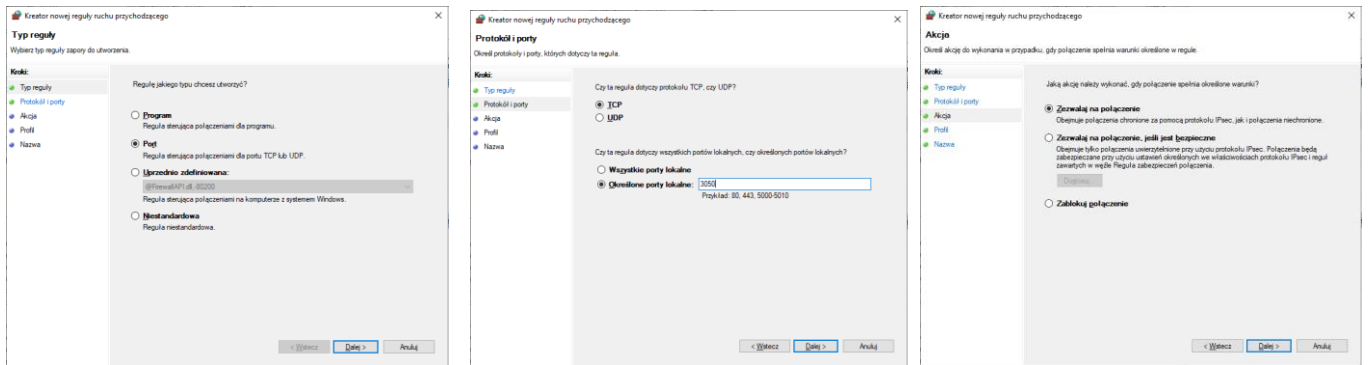 Kreator nowej reguły ruchu przychodzącego
Typ reguły
Wybierz typ reguły zapory do utworzenia.
Kroki:
Typ reguły
Protokół i porty
Akcja
Profil
Nazwa
Regułę jakiego typu chcesz utworzyć?
Program
Reguła sterująca połączeniami dla programu.
Port
Reguła sterująca połączeniami dla portu TCP lub UDP.
Uprzednio zdefiniowana:
@FirewallAPI.dll,-80200
Reguła sterująca połączeniami na komputerze z systemem Windows.
Niestandardowa
Reguła niestandardowa.
< Wstecz
Dalej >
Anuluj
Kreator nowej reguły ruchu przychodzącego
Protokół i porty
Określ protokoły i porty, których dotyczy ta reguła.
Kroki:
Typ reguły
Protokół i porty
Akcja
Profil
Nazwa
Czy ta reguła dotyczy protokołu TCP, czy UDP?
TCP
UDP
Czy ta reguła dotyczy wszystkich portów lokalnych, czy określonych portów lokalnych?
Wszystkie porty lokalne
Określone porty lokalne: 3050
Przykład: 80, 443, 5000-5010
< Wstecz
Dalej >
Anuluj
Kreator nowej reguły ruchu przychodzącego
Akcja
Określ akcję do wykonania w przypadku, gdy połączenie spełnia warunki określone w regule.
Kroki:
Typ reguły
Protokół i porty
Akcja
Profil
Nazwa
Jaką akcję należy wykonać, gdy połączenie spełnia określone warunki?
Zezwalaj na połączenie
Obejmuje połączenia chronione za pomocą protokołu IPsec, jak i połączenia niechronione.
Zezwalaj na połączenie, jeśli jest bezpieczne
Obejmuje tylko połączenia uwierzytelnione przy użyciu protokołu IPsec. Połączenia będą
zabezpieczane przy użyciu ustawień określonych we właściwościach protokołu IPsec i reguł
zawartych w węźle Reguła zabezpieczeń połączenia.
Dostosuj...
Zablokuj połączenie
< Wstecz
Dalej >
Anuluj